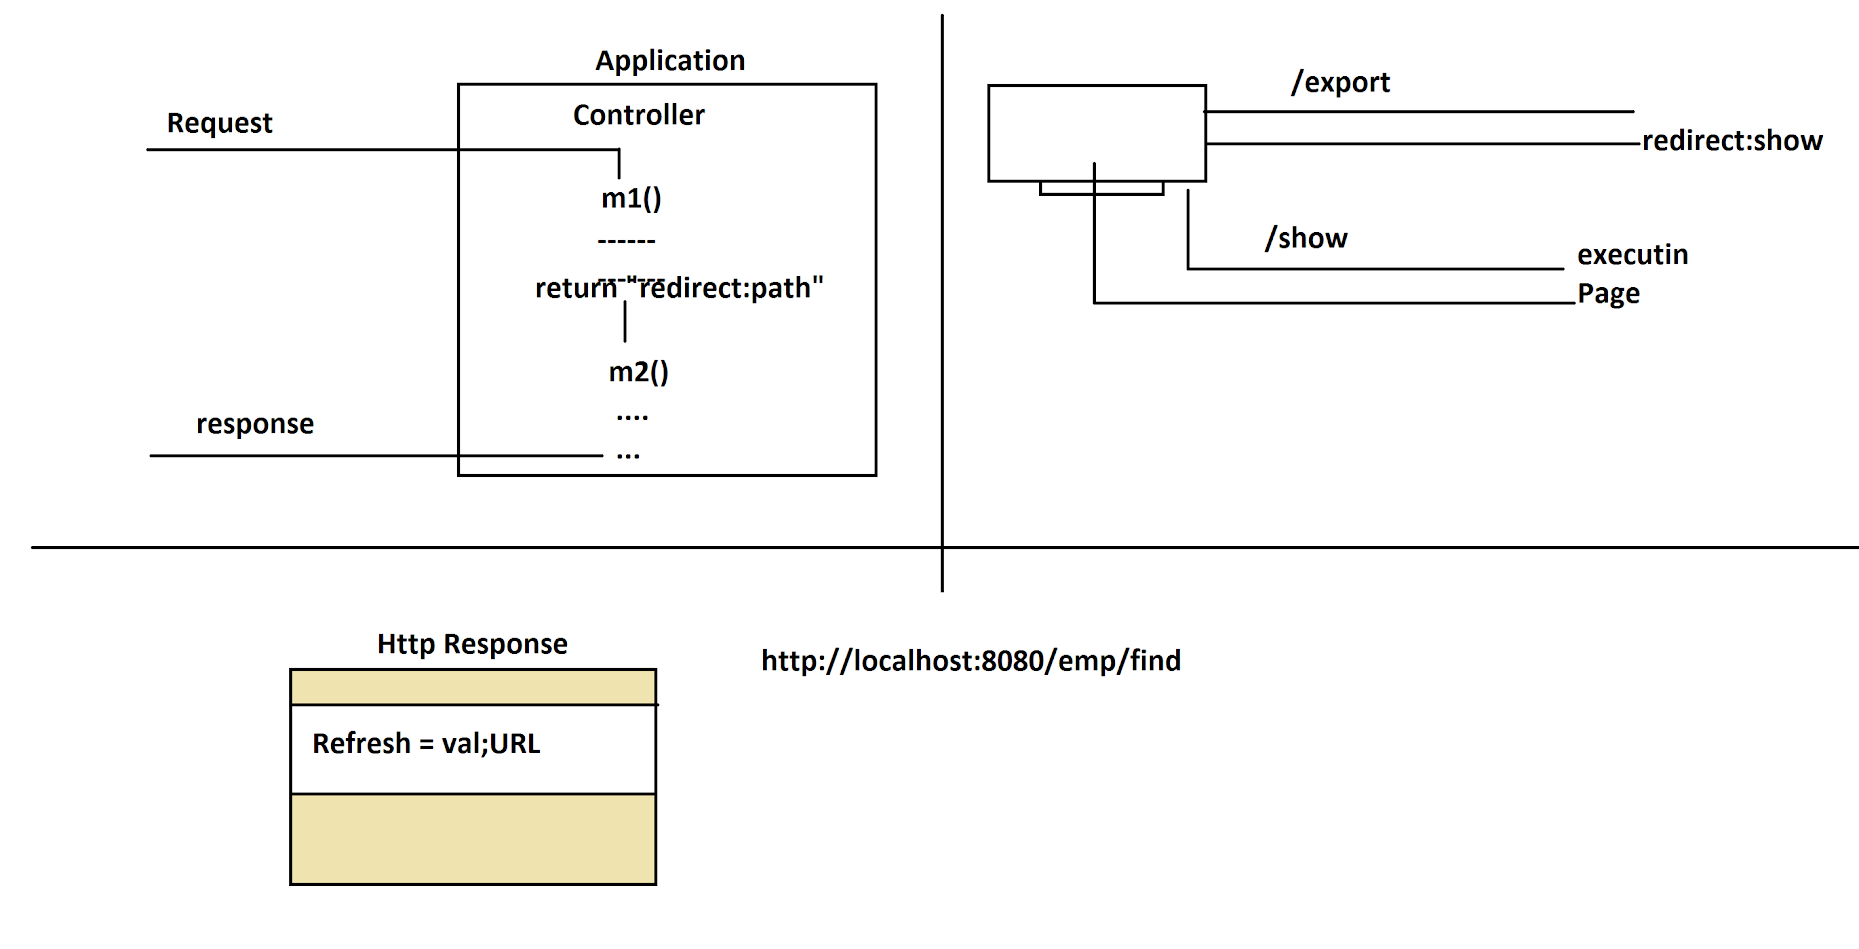 Application
Controller
Request
m1()
------
-------
return "redirect:path"
m2()
....
response
...
/export
redirect:show
/show
executin
Page
Http Response
Refresh = val;URL
http://localhost:8080/emp/find